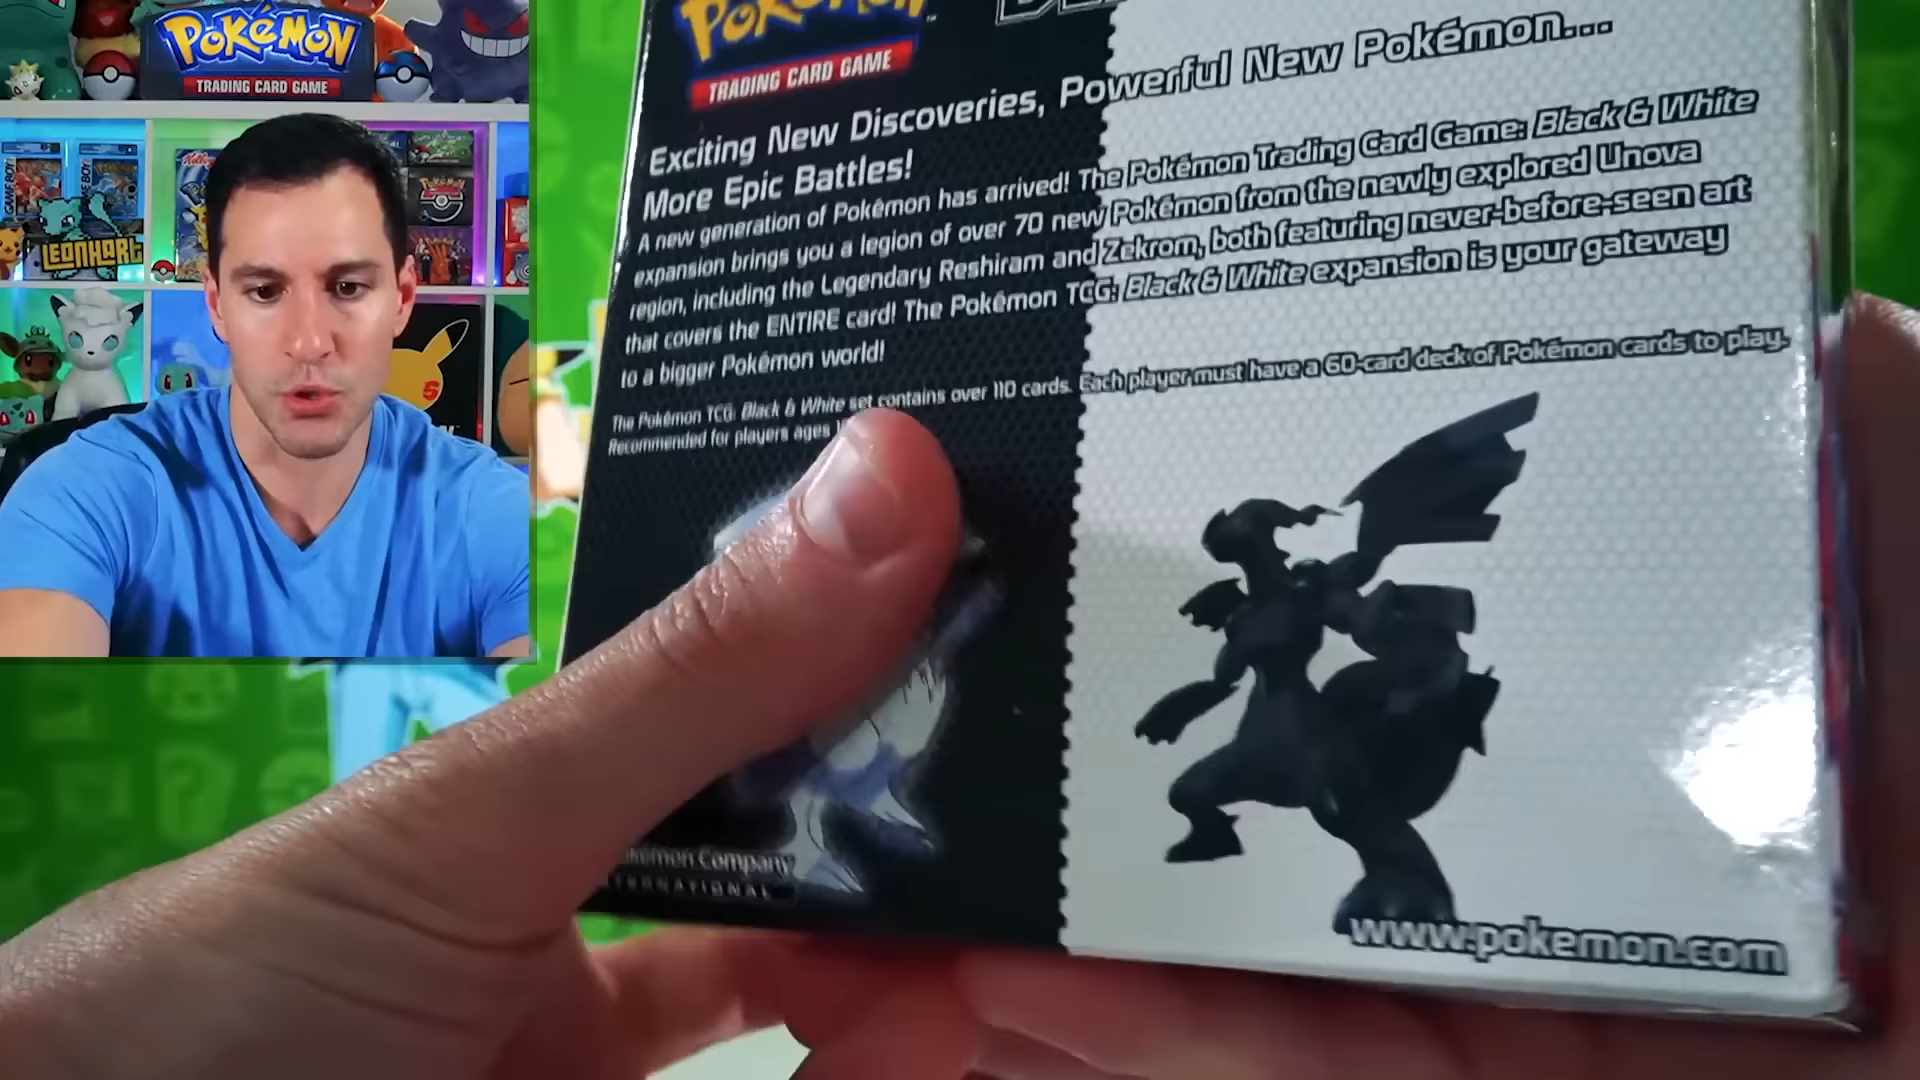 Pokémon
TRADING CARD GAME
GAME BOY
GAME BOY
Pokémon
LEONHART
Pokémon
TRADING CARD GAME
Exciting New Discoveries, Powerful New Pokémon...
More Epic Battles!
A new generation of Pokémon has arrived! The Pokémon Trading Card Game: Black & White
expansion brings you a legion of over 70 new Pokémon from the newly explored Unova
region, including the Legendary Reshiram and Zekrom, both featuring never-before-seen art
that covers the ENTIRE card! The Pokémon TCG: Black & White expansion is your gateway
to a bigger Pokémon world!
The Pokémon TCG: Black & White set contains over 110 cards. Each player must have a 60-card deck of Pokémon cards to play.
Recommended for players ages
Company
www.pokemon.com